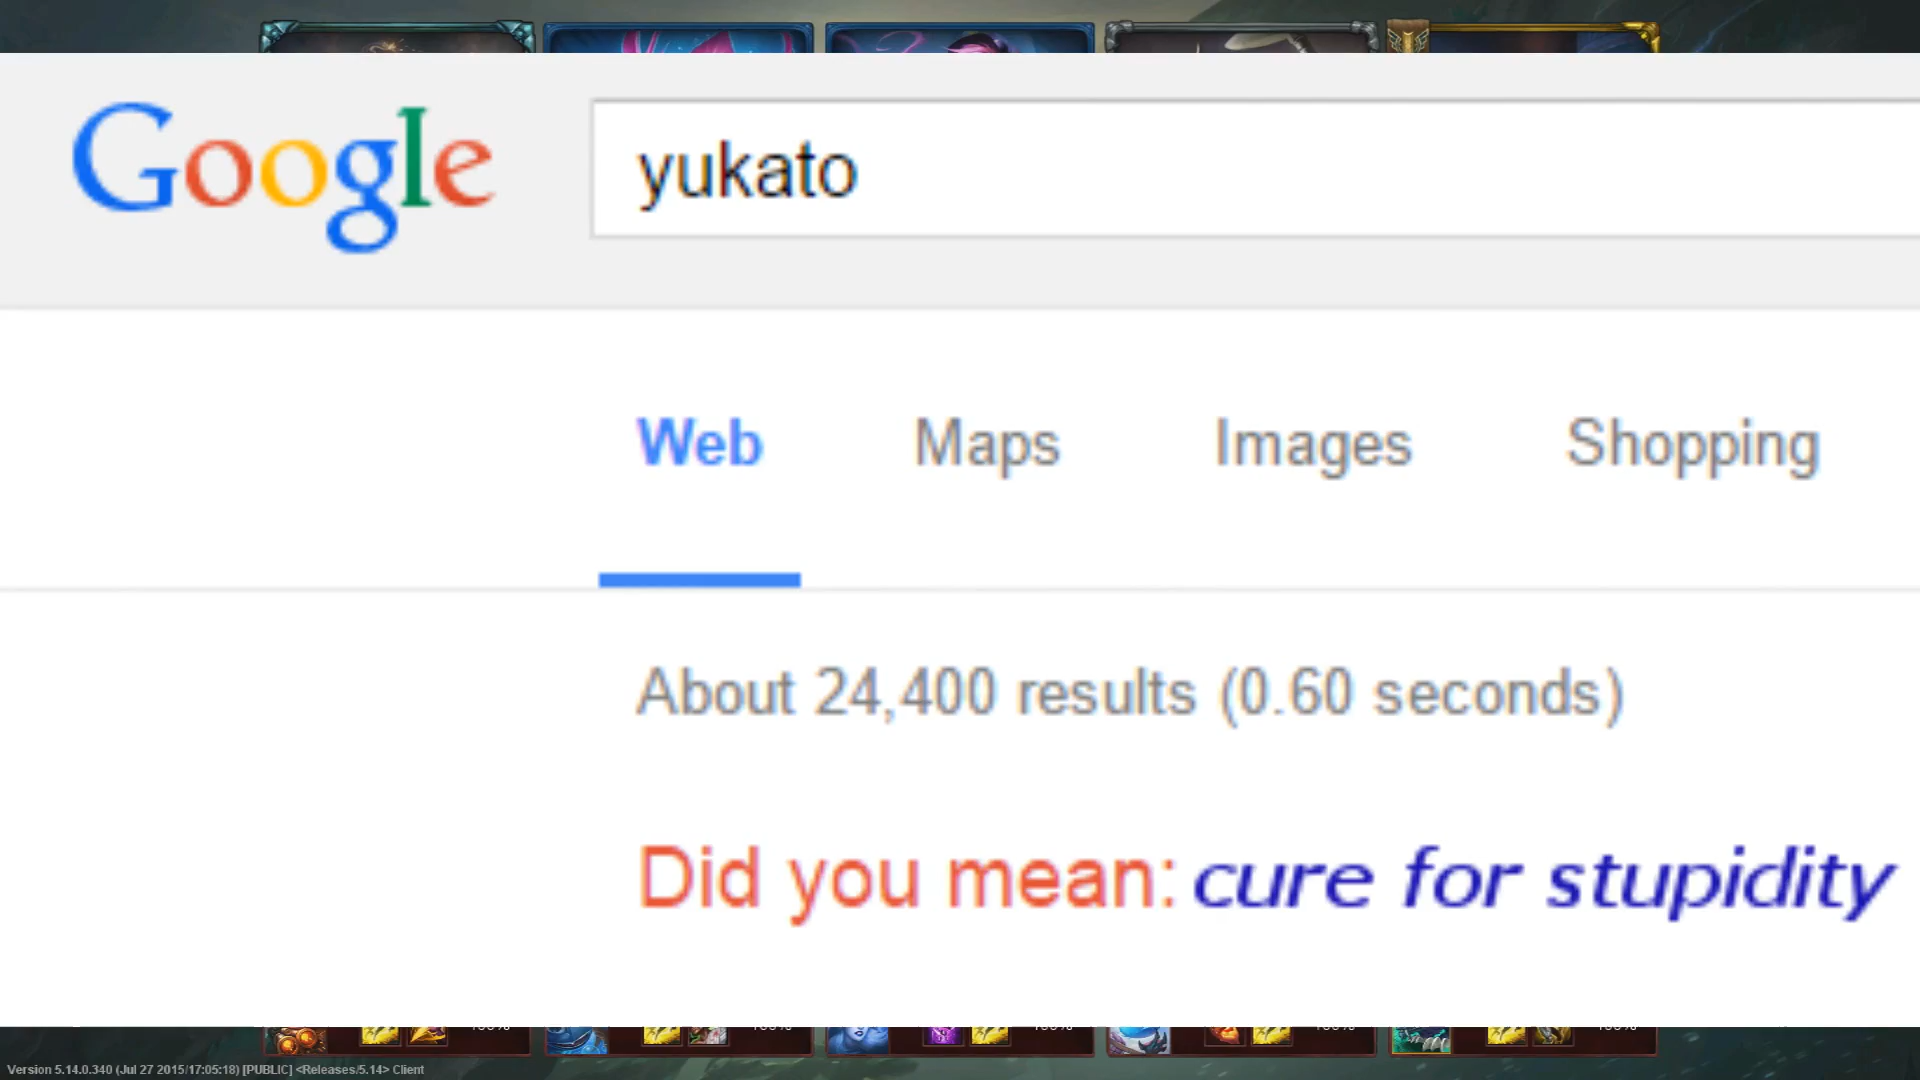 Google
yukato
Web Maps Images Shopping
About 24,400 results (0.60 seconds)
Did you mean: cure for stupidity
Version 5.14.0.340 (Jul 27 2015/17:05:18) [PUBLIC] <Releases/5.14> Client